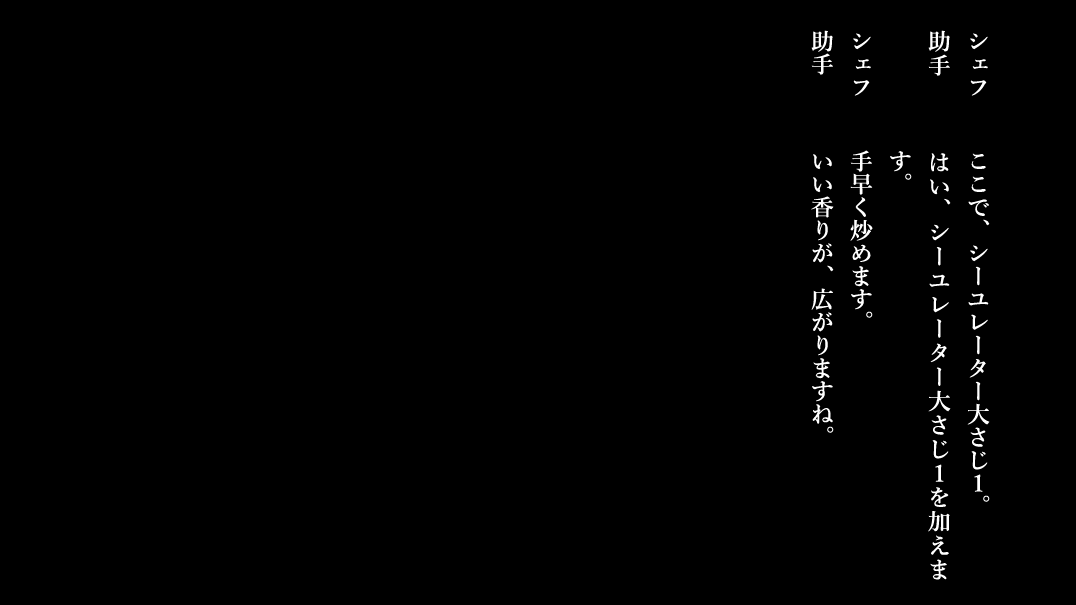 シェフ　ここで、シーユレーター大さじ1。
助手　はい、シーユレーター大さじ1を加えま
す。
シェフ　手早く炒めます。
助手　いい香りが、広がりますね。